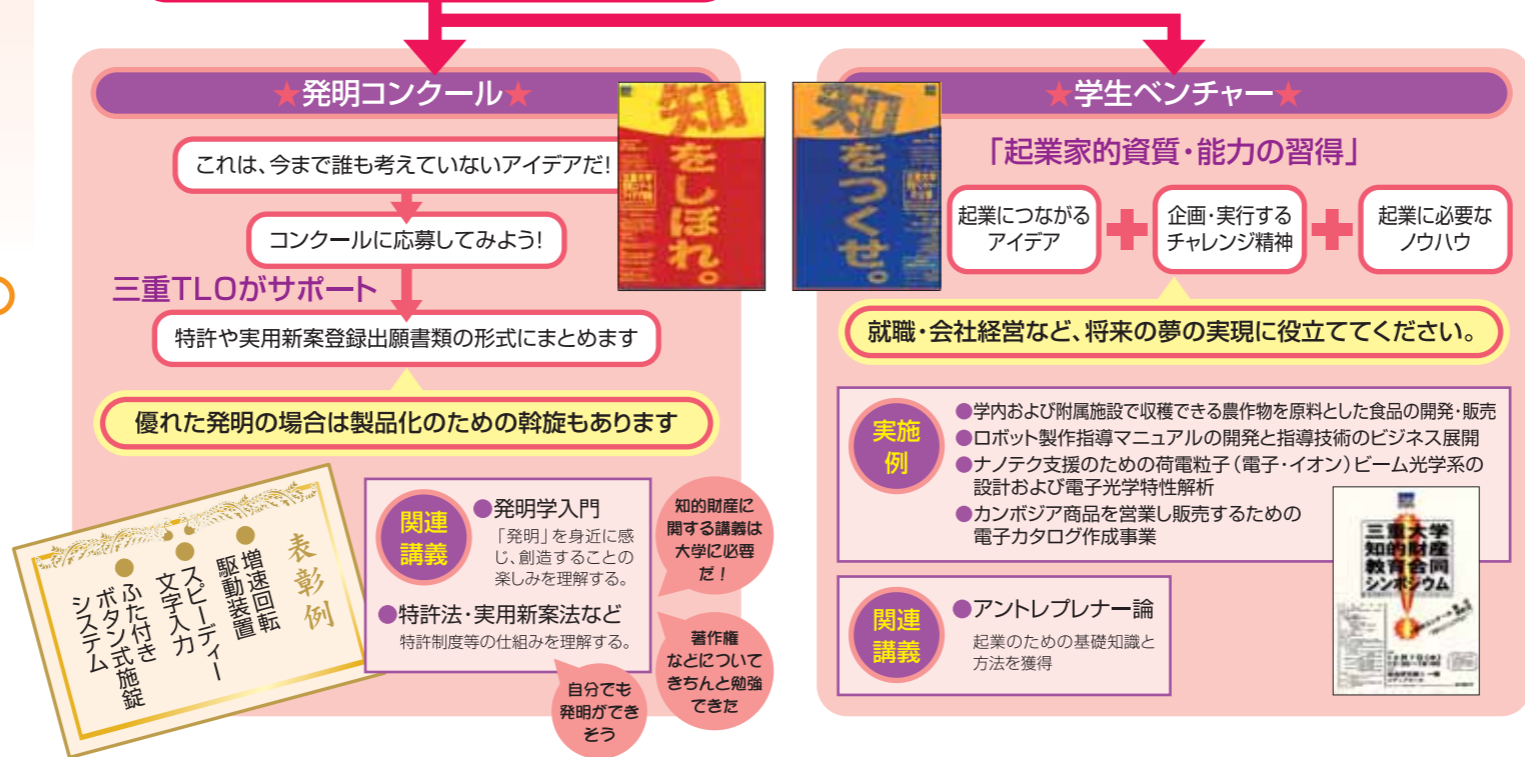 ★発明コンクール★
これは、今まで誰も考えていないアイデアだ!
コンクールに応募してみよう!
三重TLOがサポート
特許や実用新案登録出願書類の形式にまとめます
優れた発明の場合は製品化のための斡旋もあります
知
をしぼれ。
表彰例
●増速回転
駆動装置
●スピーディー
文字入力
●ふた付き
ボタン式施錠
システム
関連
講義
●発明学入門
「発明」を身近に感
じ、創造することの
楽しみを理解する。
●特許法・実用新案法など
特許制度等の仕組みを理解する。
知的財産に
関する講義は
大学に必要
だ!
著作権
などについて
きちんと勉強
できた
自分でも
発明ができ
そう
知
をつくせ。
★学生ベンチャー★
「起業家的資質・能力の習得」
起業につながる
アイデア
企画・実行する
チャレンジ精神
起業に必要な
ノウハウ
就職・会社経営など、将来の夢の実現に役立ててください。
実施
例
●学内および附属施設で収穫できる農作物を原料とした食品の開発・販売
●ロボット製作指導マニュアルの開発と指導技術のビジネス展開
●ナノテク支援のための荷電粒子(電子・イオン)ビーム光学系の
設計および電子光学特性解析
●カンボジア商品を営業し販売するための
電子カタログ作成事業
関連
講義
●アントレプレナー論
起業のための基礎知識と
方法を獲得
三重大学
知的財産
教育合同
シンポジウム